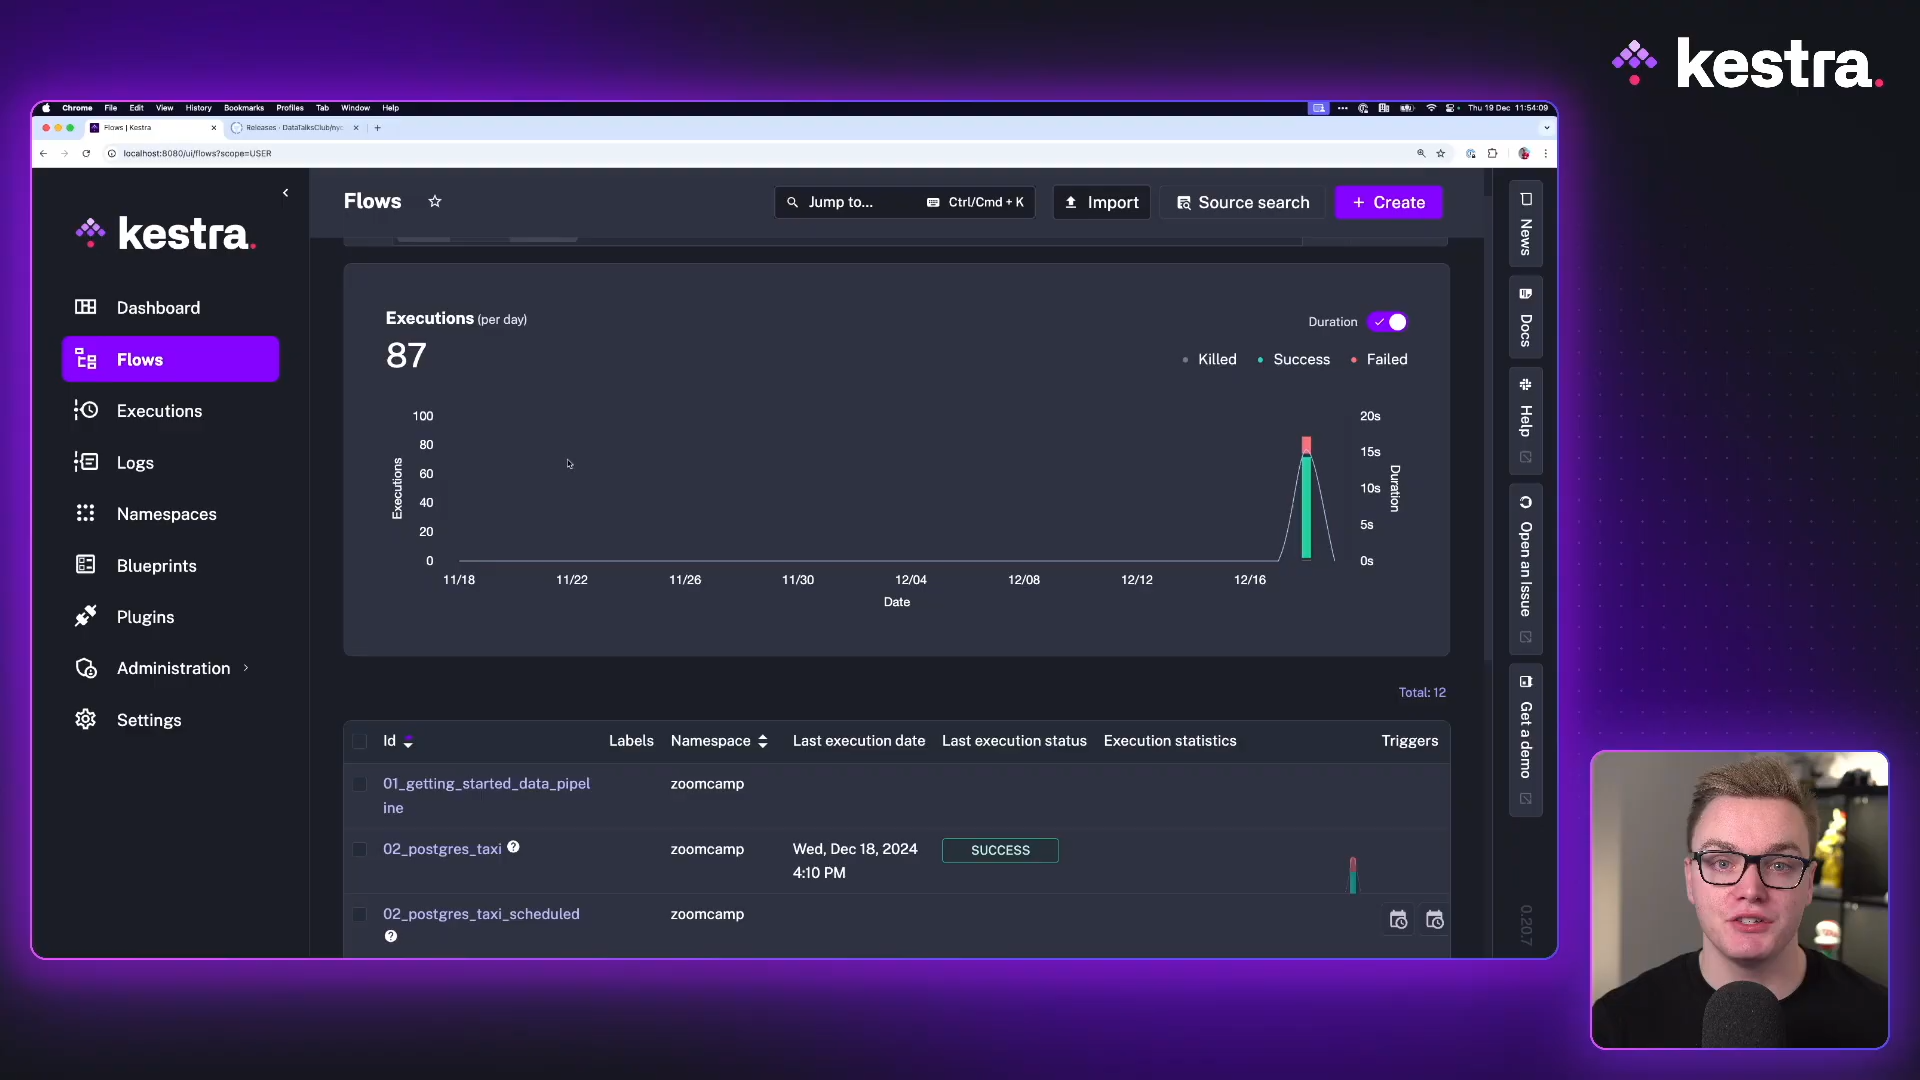 kestra.
Chrome File Edit View History Bookmarks Profiles Tab Window Help
Thu 19 Dec 11:54:09
Flows | Kestra
Releases · DataTalksClub/nyc
localhost:8080/ui/flows?scope=USER
kestra.
Dashboard
Flows
Executions
Logs
Namespaces
Blueprints
Plugins
Administration
Settings
Flows
Jump to...
Ctrl/Cmd + K
Import
Source search
+ Create
Executions (per day)
87
Duration
Killed
Success
Failed
100
80
60
40
20
0
Executions
20s
15s
10s
5s
0s
Duration
11/18 11/22 11/26 11/30 12/04 12/08 12/12 12/16
Date
Total: 12
Id Labels Namespace Last execution date Last execution status Execution statistics Triggers
01_getting_started_data_pipel
ine
zoomcamp
02_postgres_taxi
zoomcamp
Wed, Dec 18, 2024
4:10 PM
SUCCESS
02_postgres_taxi_scheduled
zoomcamp
News
Docs
Help
Open an Issue
Get a demo
0.20.7